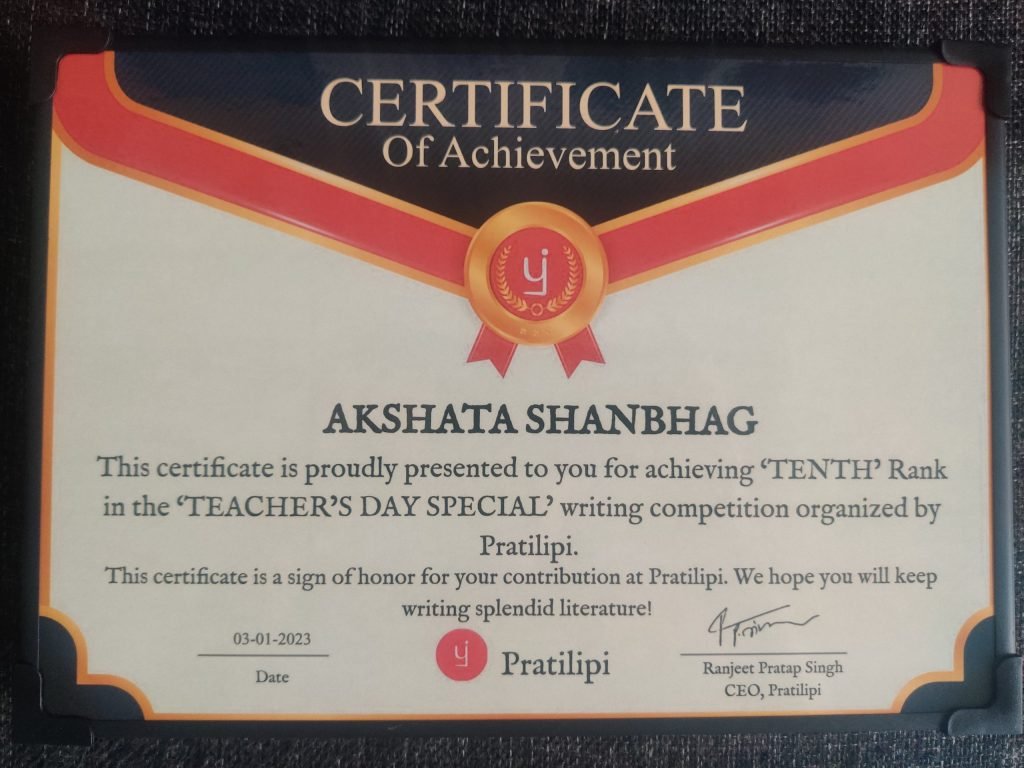 CERTIFICATE
Of Achievement
AKSHATA SHANBHAG
This certificate is proudly presented to you for achieving ‘TENTH’ Rank
in the ‘TEACHER’S DAY SPECIAL’ writing competition organized by
Pratilipi.
This certificate is a sign of honor for your contribution at Pratilipi. We hope you will keep
writing splendid literature!
03-01-2023
Date
Pratilipi
Ranjeet Pratap Singh
CEO, Pratilipi